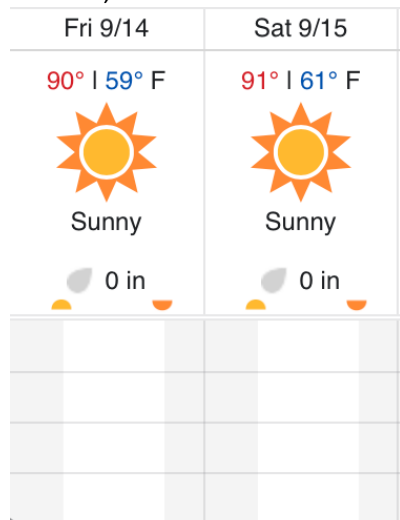 Fri 9/14
Sat 9/15
90° | 59° F
91° | 61° F
Sunny
Sunny
0 in
0 in